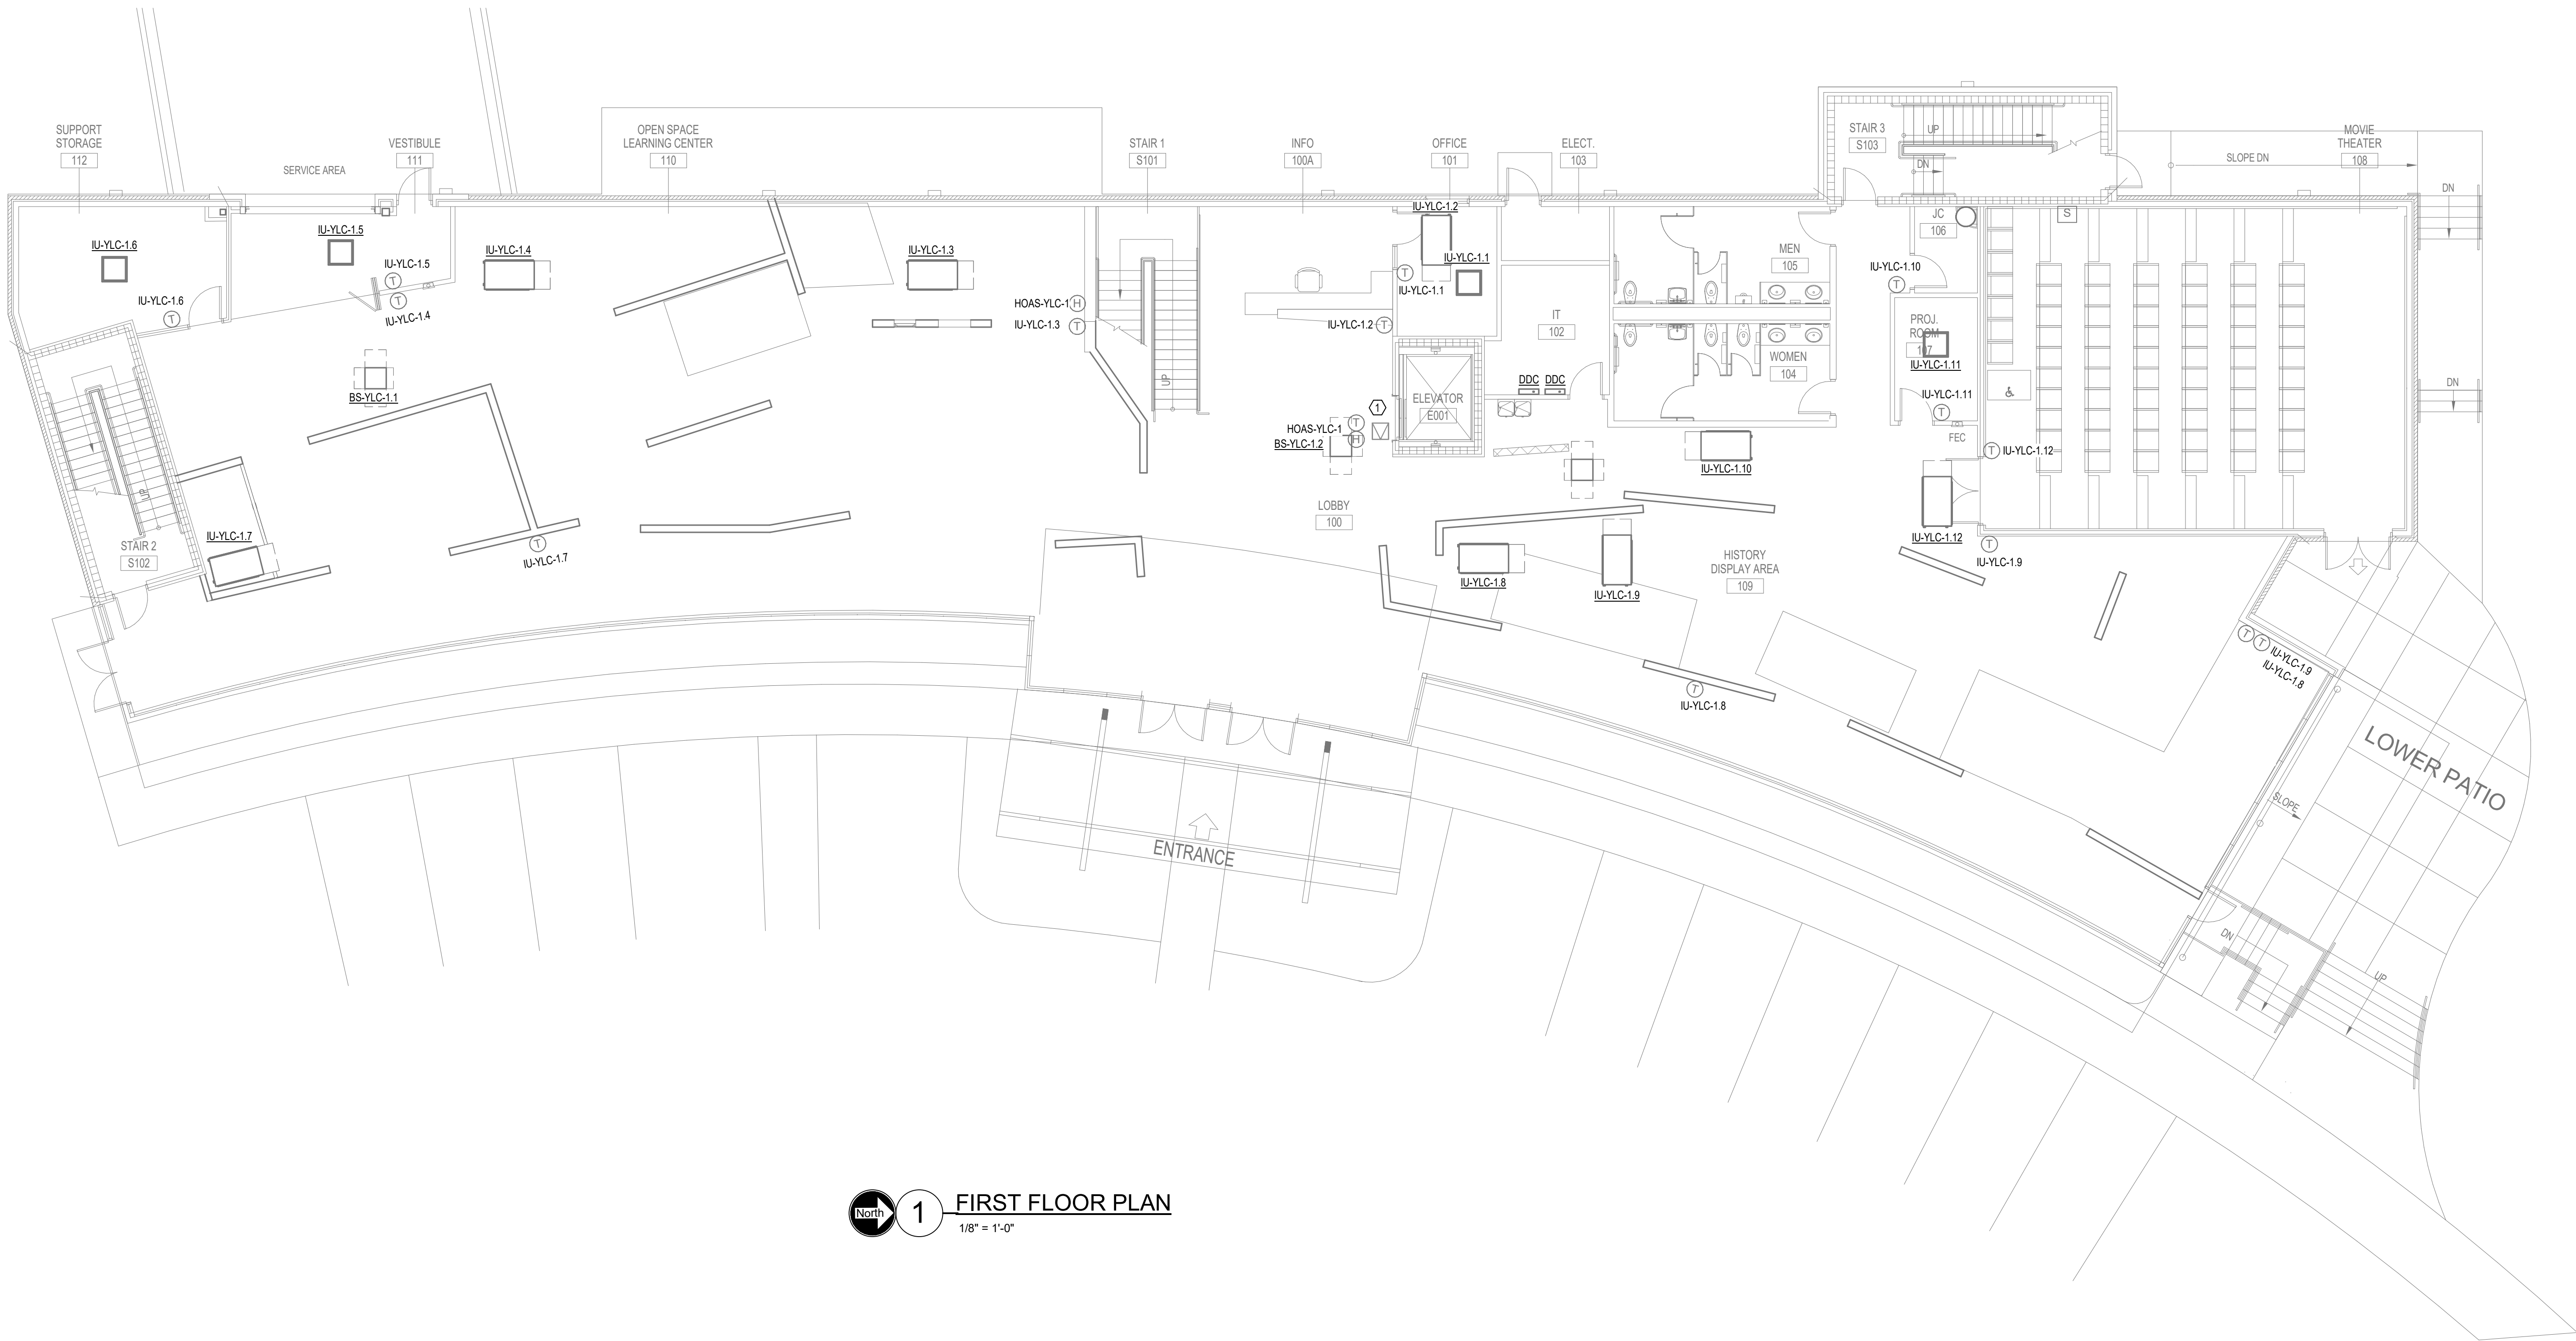 SUPPORT
STORAGE
112
SERVICE AREA
VESTIBULE
111
OPEN SPACE
LEARNING CENTER
110
STAIR 1
S101
INFO
100A
OFFICE
101
ELECT.
103
STAIR 3
S103
UP
DN
MOVIE
THEATER
108
SLOPE DN
DN
IU-YLC-1.6
IU-YLC-1.5
IU-YLC-1.4
IU-YLC-1.3
IU-YLC-1.2
IU-YLC-1.1
JC
106
S
MEN
105
IU-YLC-1.5
T
T
IU-YLC-1.4
IU-YLC-1.6
T
HOAS-YLC-1
H
IU-YLC-1.3
T
T
IU-YLC-1.1
IU-YLC-1.2
T
IT
102
IU-YLC-1.10
T
PROJ.
ROOM
107
IU-YLC-1.11
WOMEN
104
BS-YLC-1.1
UP
DDC
DDC
ELEVATOR
E001
1
IU-YLC-1.11
T
DN
HOAS-YLC-1
T
BS-YLC-1.2
H
FEC
T
IU-YLC-1.12
IU-YLC-1.10
UP
LOBBY
100
STAIR 2
S102
IU-YLC-1.7
T
IU-YLC-1.7
IU-YLC-1.8
IU-YLC-1.9
HISTORY
DISPLAY AREA
109
IU-YLC-1.12
T
IU-YLC-1.9
T
T
IU-YLC-1.9
IU-YLC-1.8
T
IU-YLC-1.8
LOWER PATIO
SLOPE
ENTRANCE
DN
UP
North
1
FIRST FLOOR PLAN
1/8" = 1'-0"